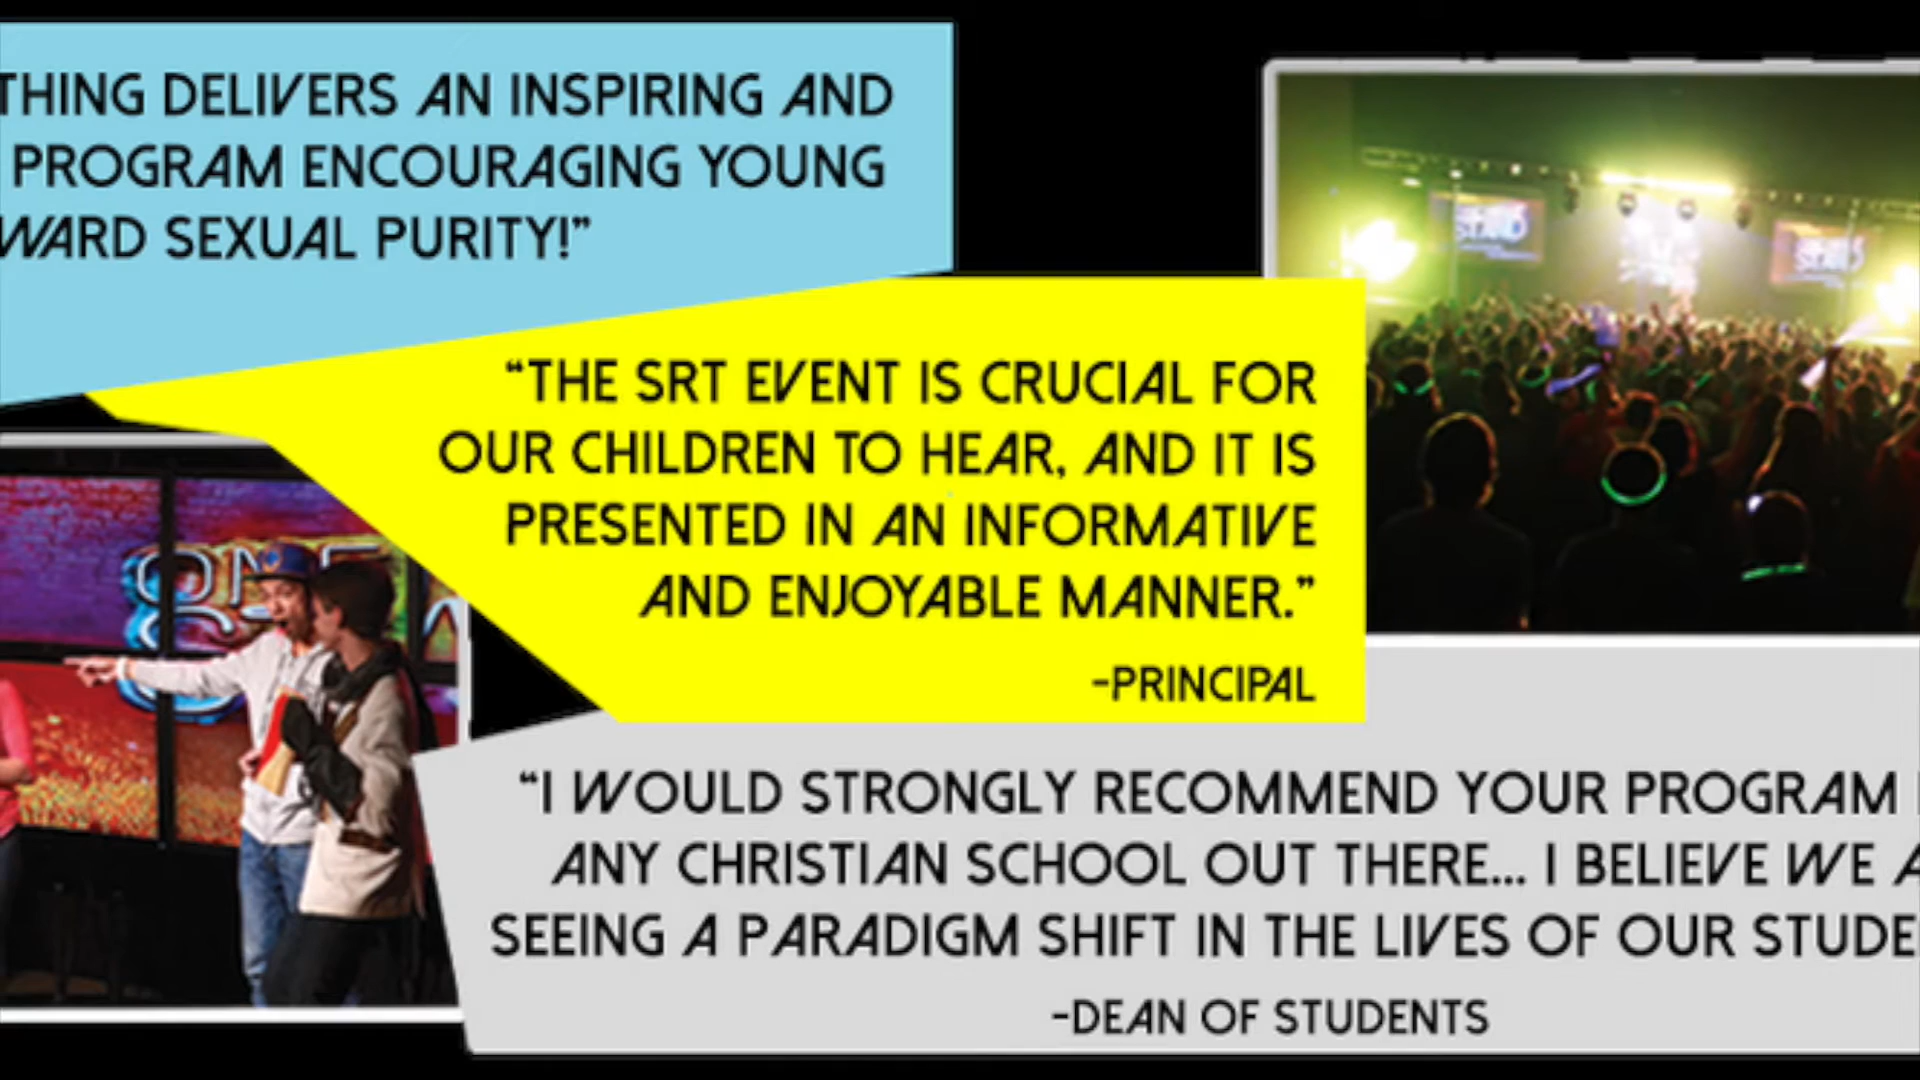 THING DELIVERS AN INSPIRING AND
PROGRAM ENCOURAGING YOUNG
WARD SEXUAL PURITY!”
“THE SRT EVENT IS CRUCIAL FOR
OUR CHILDREN TO HEAR, AND IT IS
PRESENTED IN AN INFORMATIVE
AND ENJOYABLE MANNER.”
-PRINCIPAL
“I WOULD STRONGLY RECOMMEND YOUR PROGRAM
ANY CHRISTIAN SCHOOL OUT THERE... I BELIEVE WE A
SEEING A PARADIGM SHIFT IN THE LIVES OF OUR STUDE
-DEAN OF STUDENTS